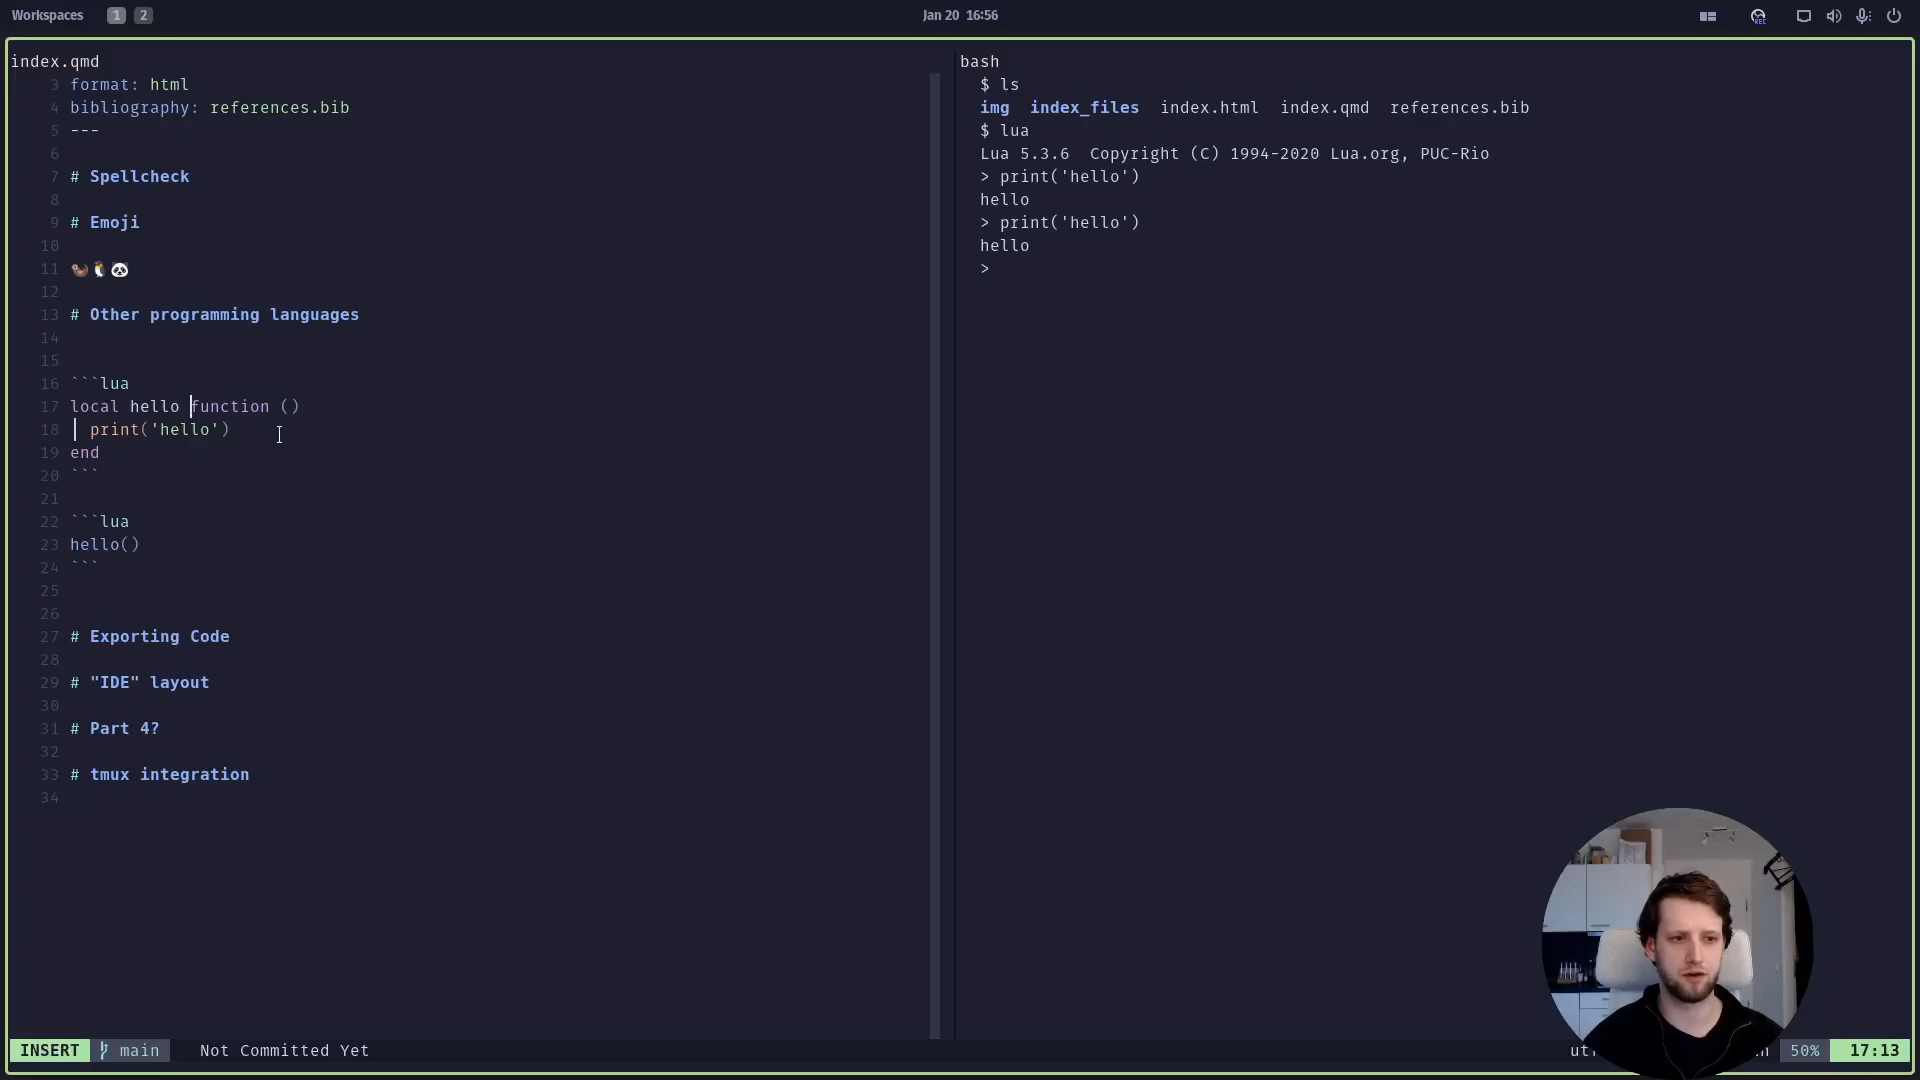 Workspaces 1 2 Jan 20 16:56
REC
index.qmd
3 format: html
4 bibliography: references.bib
5 ---
6
7 # Spellcheck
8
9 # Emoji
10
11 🦦🐧🐼
12
13 # Other programming languages
14
15
16 ```lua
17 local hello function ()
18 print('hello')
19 end
20 ```
21
22 ```lua
23 hello()
24 ```
25
26
27 # Exporting Code
28
29 # "IDE" layout
30
31 # Part 4?
32
33 # tmux integration
34
bash
$ ls
img index_files index.html index.qmd references.bib
$ lua
Lua 5.3.6 Copyright (C) 1994-2020 Lua.org, PUC-Rio
> print('hello')
hello
> print('hello')
hello
>
INSERT main Not Committed Yet 50% 17:13